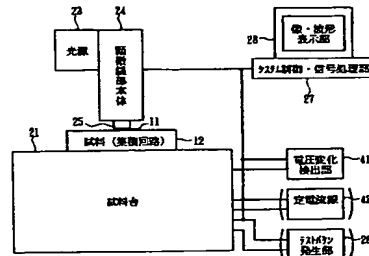 23
24
光源
顕微鏡部本体
25
11
試料(集積回路)
12
21
試料台
28
像・波形
表示部
システム制御・信号処理部
27
電圧変化
検出部
41
定電流源
42
テストパタン
発生部
26